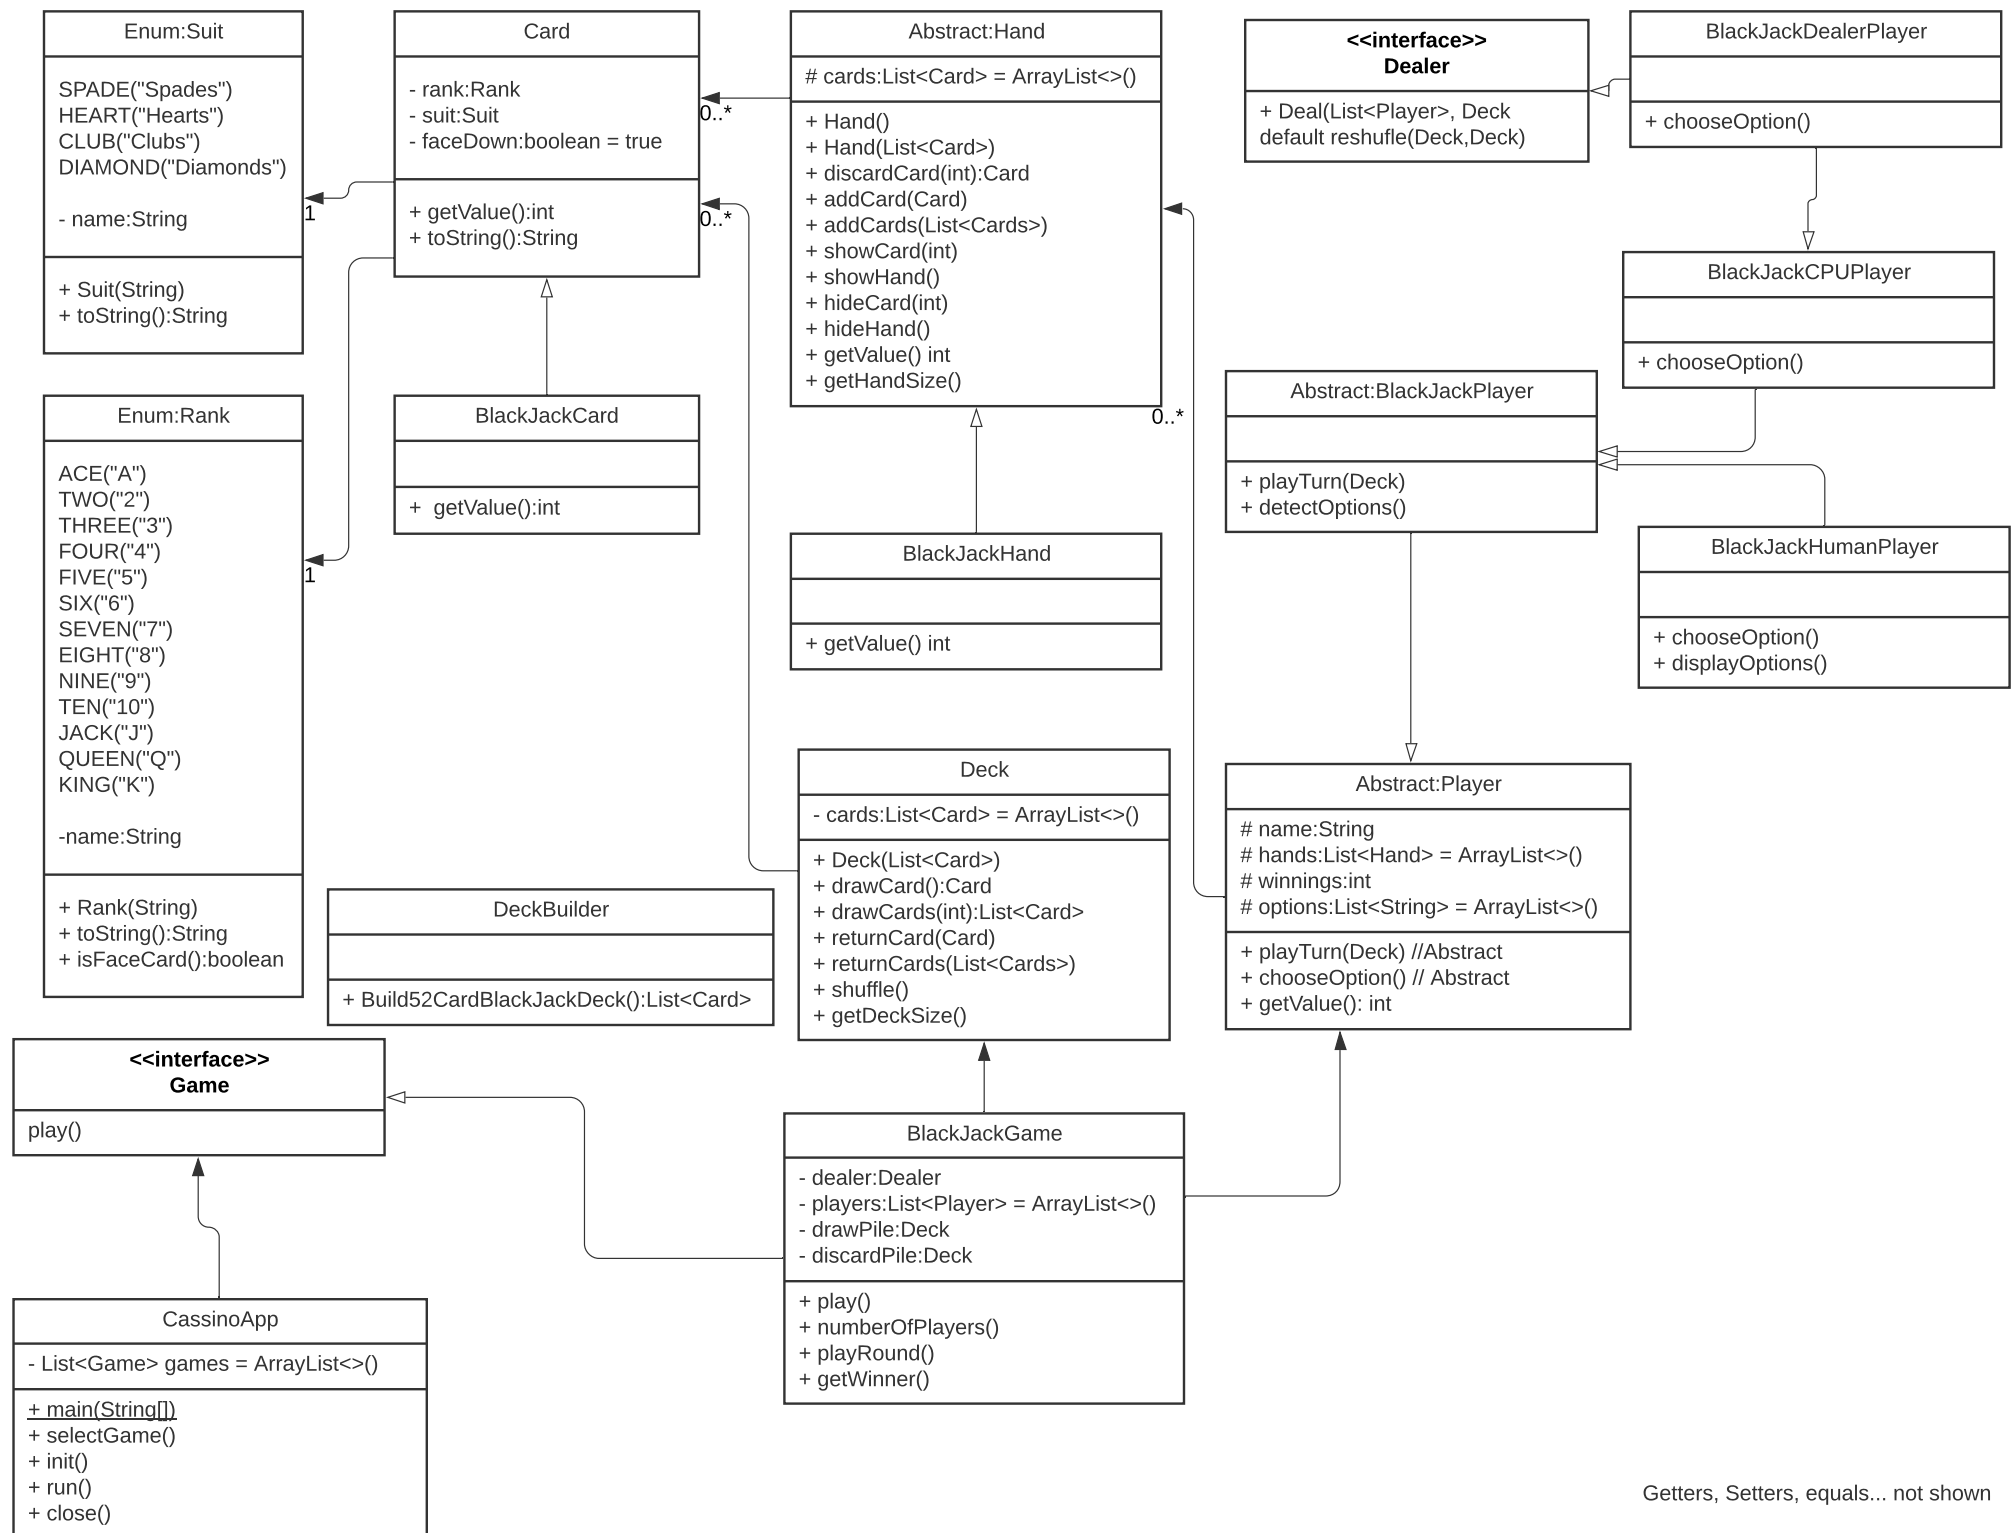 Enum:Suit
SPADE("Spades")
HEART("Hearts")
CLUB("Clubs")
DIAMOND("Diamonds")
- name:String
+ Suit(String)
+ toString():String
Card
- rank:Rank
- suit:Suit
- faceDown:boolean = true
+ getValue():int
+ toString():String
Abstract:Hand
# cards:List<Card> = ArrayList<>()
+ Hand()
+ Hand(List<Card>)
+ discardCard(int):Card
+ addCard(Card)
+ addCards(List<Cards>)
+ showCard(int)
+ showHand()
+ hideCard(int)
+ hideHand()
+ getValue() int
+ getHandSize()
<<interface>>
Dealer
+ Deal(List<Player>, Deck
default reshufle(Deck,Deck)
BlackJackDealerPlayer
+ chooseOption()
0..*
0..*
1
1
0..*
BlackJackCPUPlayer
+ chooseOption()
Enum:Rank
ACE("A")
TWO("2")
THREE("3")
FOUR("4")
FIVE("5")
SIX("6")
SEVEN("7")
EIGHT("8")
NINE("9")
TEN("10")
JACK("J")
QUEEN("Q")
KING("K")
-name:String
+ Rank(String)
+ toString():String
+ isFaceCard():boolean
BlackJackCard
+  getValue():int
BlackJackHand
+ getValue() int
Abstract:BlackJackPlayer
+ playTurn(Deck)
+ detectOptions()
BlackJackHumanPlayer
+ chooseOption()
+ displayOptions()
Deck
- cards:List<Card> = ArrayList<>()
+ Deck(List<Card>)
+ drawCard():Card
+ drawCards(int):List<Card>
+ returnCard(Card)
+ returnCards(List<Cards>)
+ shuffle()
+ getDeckSize()
Abstract:Player
# name:String
# hands:List<Hand> = ArrayList<>()
# winnings:int
# options:List<String> = ArrayList<>()
+ playTurn(Deck) //Abstract
+ chooseOption() // Abstract
+ getValue(): int
DeckBuilder
+ Build52CardBlackJackDeck():List<Card>
<<interface>>
Game
play()
BlackJackGame
- dealer:Dealer
- players:List<Player> = ArrayList<>()
- drawPile:Deck
- discardPile:Deck
+ play()
+ numberOfPlayers()
+ playRound()
+ getWinner()
CassinoApp
- List<Game> games = ArrayList<>()
+ main(String[])
+ selectGame()
+ init()
+ run()
+ close()
Getters, Setters, equals... not shown